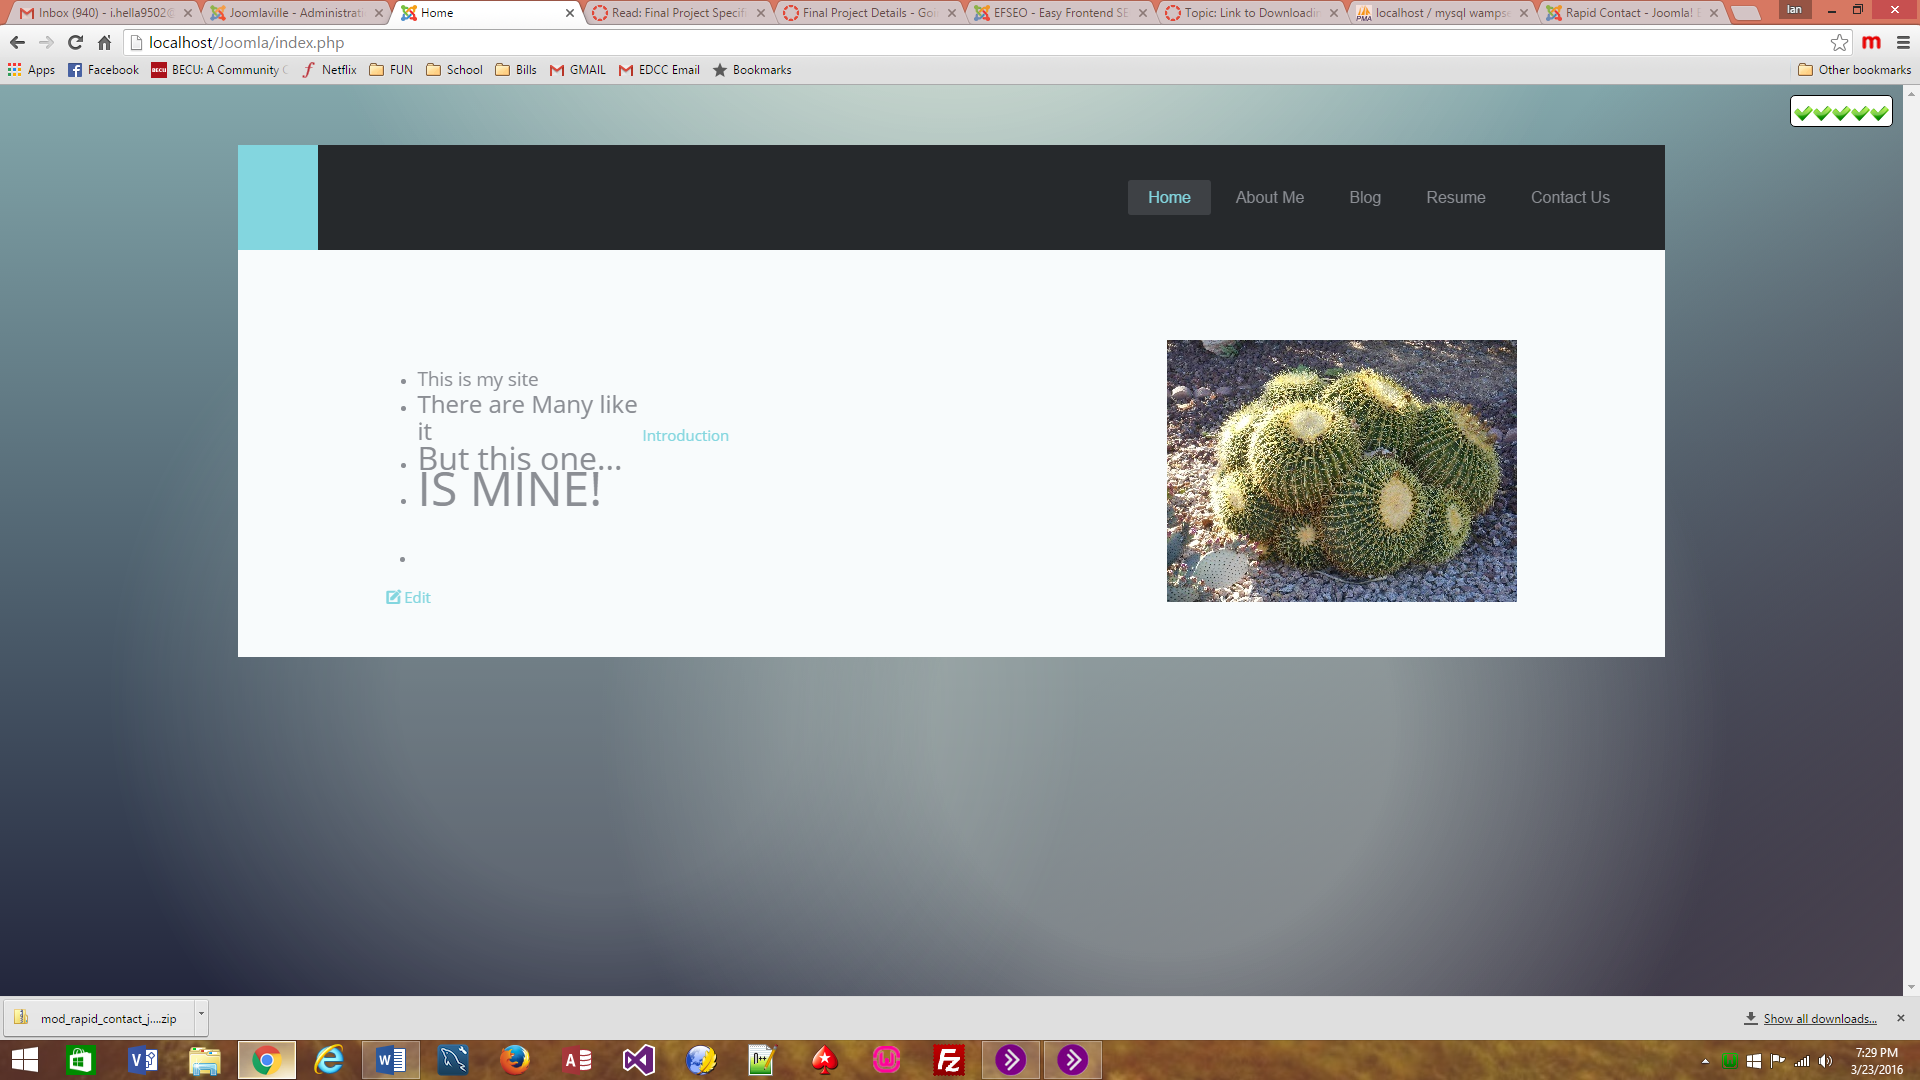 Inbox (940) - i.hella9502@
Joomlaville - Administrati
Home
Read: Final Project Specifi
Final Project Details - Goi
EFSEO - Easy Frontend SE
Topic: Link to Downloadin
localhost / mysql wampse
Rapid Contact - Joomla! E
Ian
localhost/Joomla/index.php
Apps
Facebook
BECU: A Community C
Netflix
FUN
School
Bills
GMAIL
EDCC Email
Bookmarks
Other bookmarks
Home
About Me
Blog
Resume
Contact Us
This is my site
There are Many like
it
Introduction
But this one...
IS MINE!
Edit
mod_rapid_contact_j....zip
Show all downloads...
7:29 PM
3/23/2016